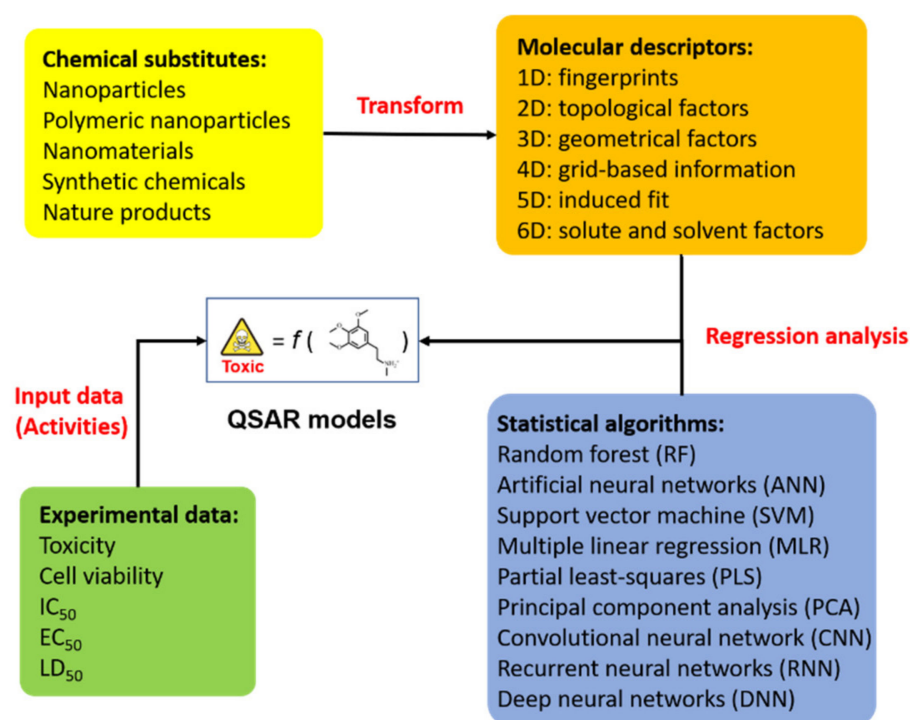 Chemical substitutes:
Nanoparticles
Polymeric nanoparticles
Nanomaterials
Synthetic chemicals
Nature products
Transform
Molecular descriptors:
1D: fingerprints
2D: topological factors
3D: geometrical factors
4D: grid-based information
5D: induced fit
6D: solute and solvent factors
Toxic
= f ( )
QSAR models
Regression analysis
Input data
(Activities)
Experimental data:
Toxicity
Cell viability
IC50
EC50
LD50
Statistical algorithms:
Random forest (RF)
Artificial neural networks (ANN)
Support vector machine (SVM)
Multiple linear regression (MLR)
Partial least-squares (PLS)
Principal component analysis (PCA)
Convolutional neural network (CNN)
Recurrent neural networks (RNN)
Deep neural networks (DNN)